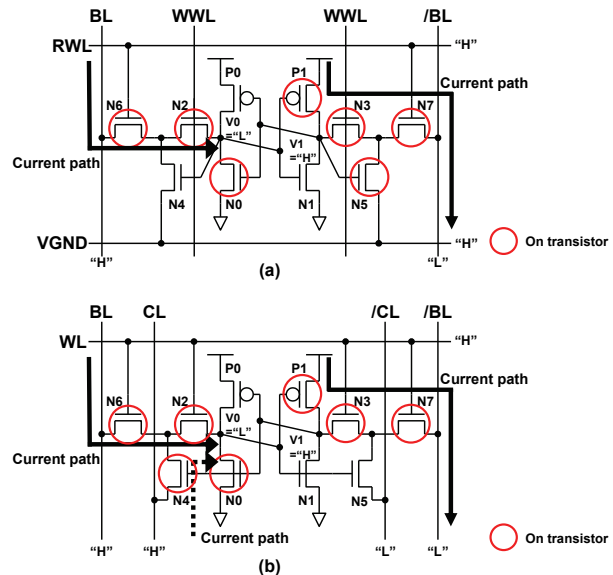 BL WWL WWL /BL
RWL "H"
P0 P1
Current path
N6 N2 N3 N7
V0
="L"
Current path
V1
="H"
N4 N0 N1 N5
VGND "H"
On transistor
"H" "L"
(a)
BL CL /CL /BL
WL "H"
P0 P1
Current path
N6 N2 N3 N7
V0
="L"
V1
="H"
Current path
N4 N0 N1 N5
Current path
On transistor
"H" "H" "L" "L"
(b)